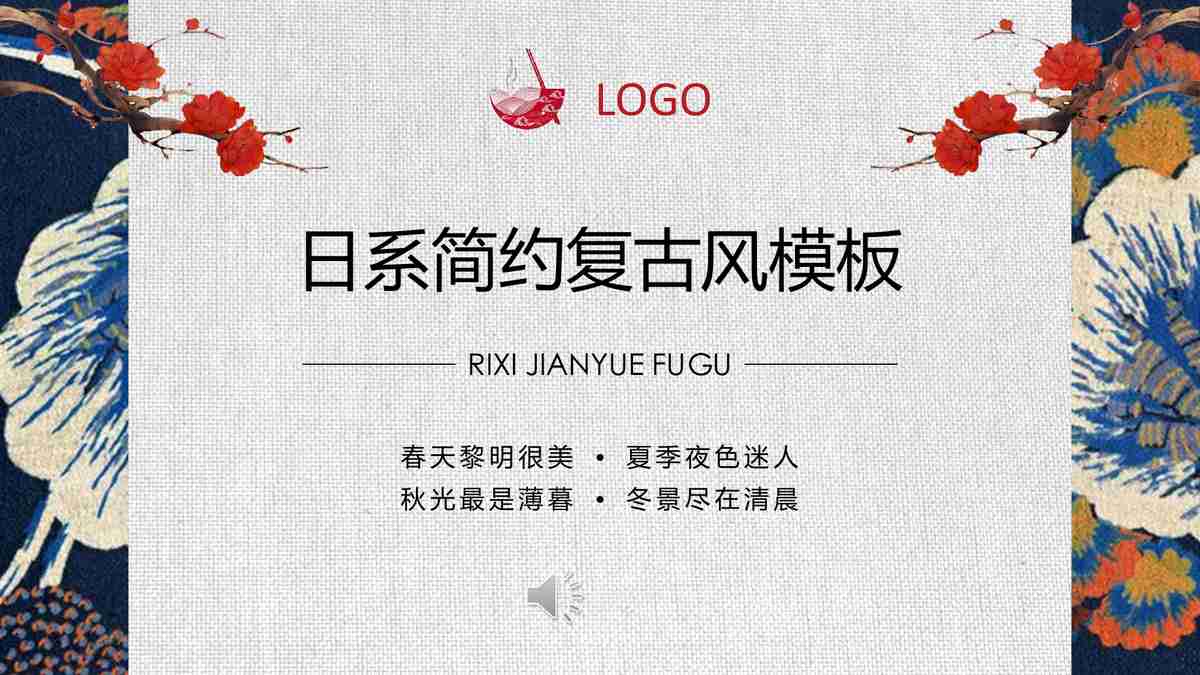 LOGO
日系简约复古风模板
RIXI JIANYUE FUGU
春天黎明很美 • 夏季夜色迷人
秋光最是薄暮 • 冬景尽在清晨